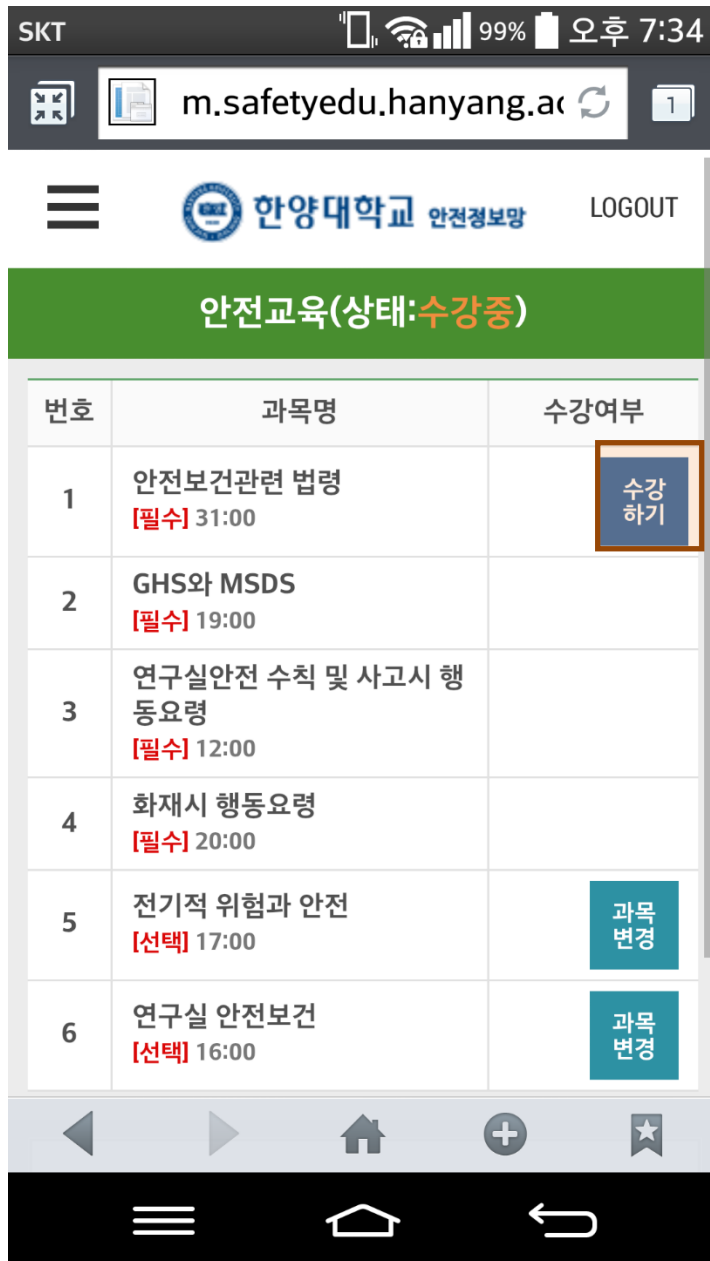 SKT 99% 오후 7:34
m.safetyedu.hanyang.ac 1
한양대학교 안전정보망 LOGOUT
안전교육(상태:수강중)
번호 과목명 수강여부
1 안전보건관련 법령
[필수] 31:00
수강
하기
2 GHS와 MSDS
[필수] 19:00
3 연구실안전 수칙 및 사고시 행
동요령
[필수] 12:00
4 화재시 행동요령
[필수] 20:00
5 전기적 위험과 안전
[선택] 17:00
과목
변경
6 연구실 안전보건
[선택] 16:00
과목
변경